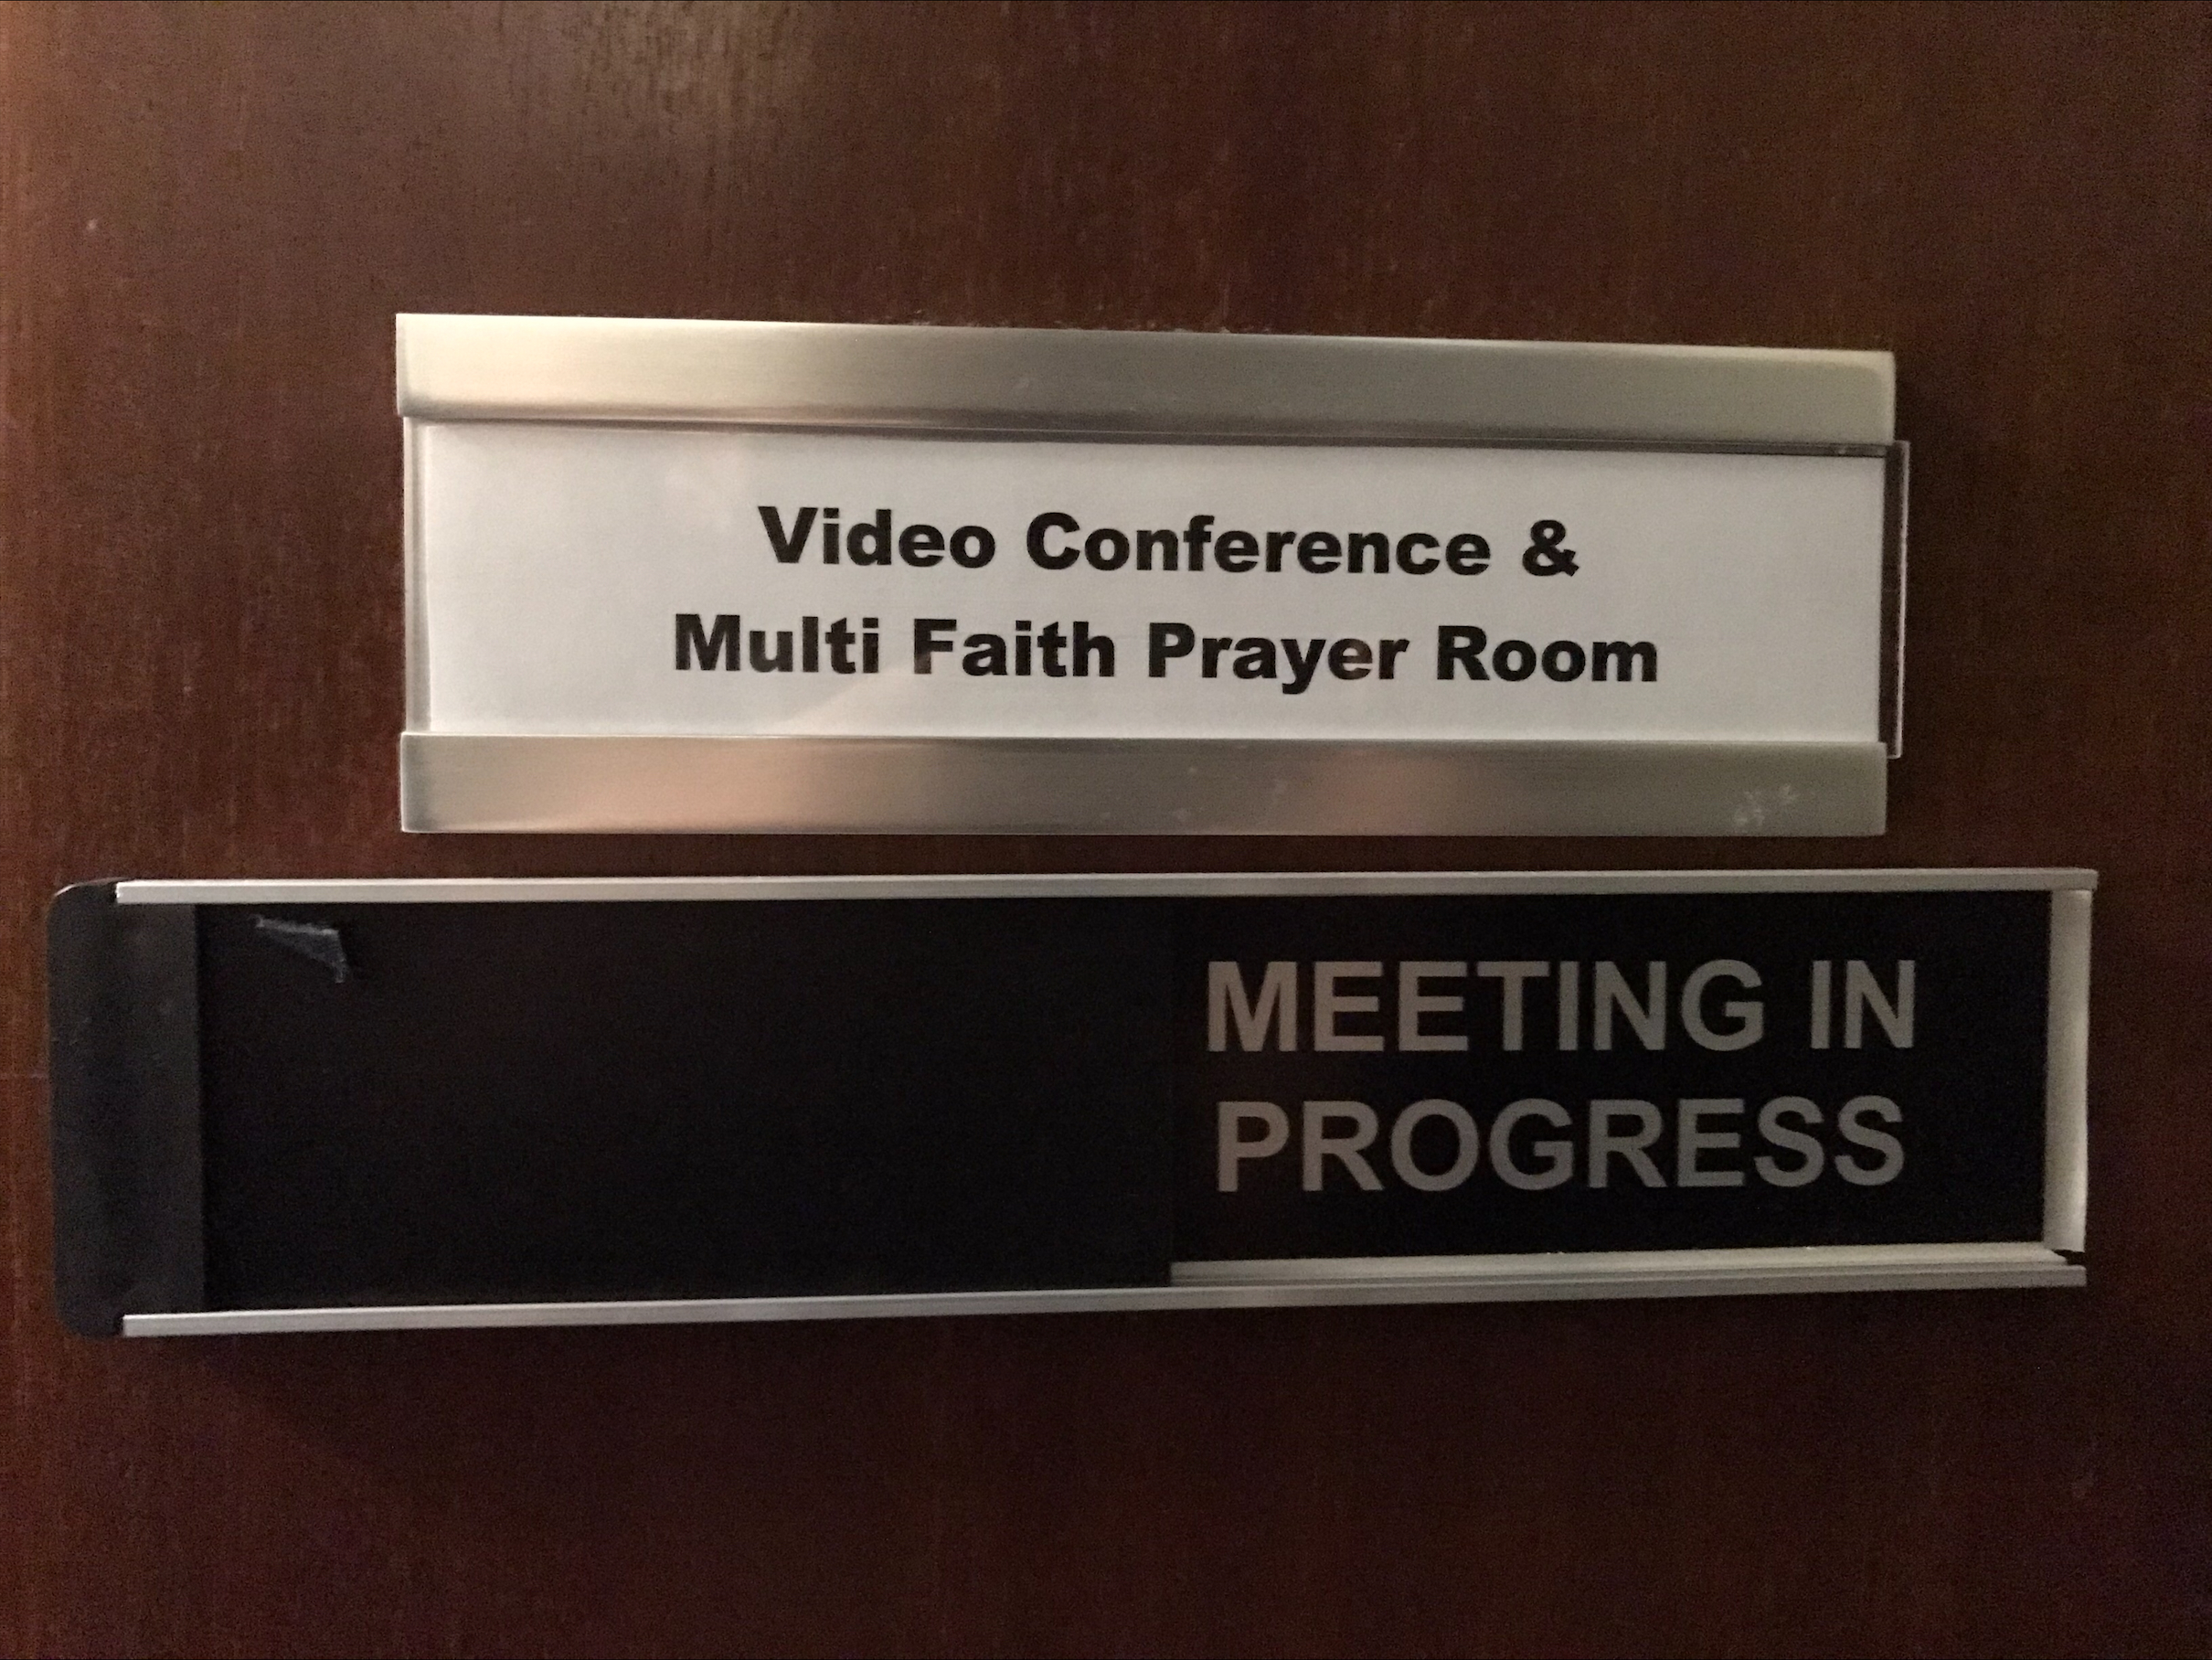 Video Conference &
Multi Faith Prayer Room
MEETING IN
PROGRESS